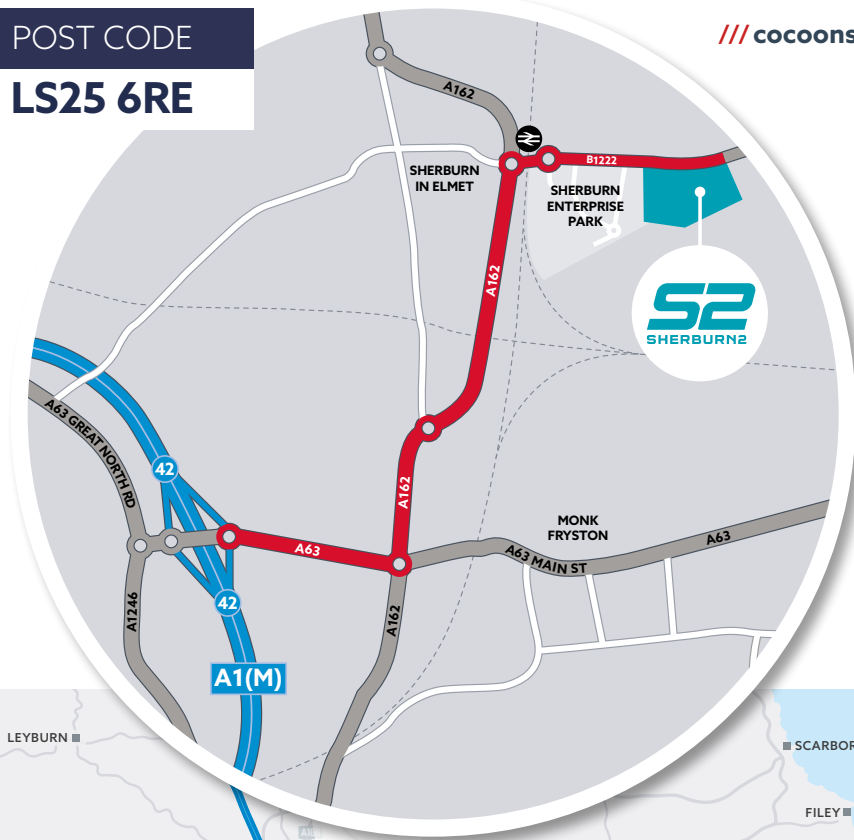 POST CODE
LS25 6RE
/// cocoons
A162
B1222
SHERBURN
IN ELMET
SHERBURN
ENTERPRISE
PARK
A162
S2
SHERBURN2
A63 GREAT NORTH RD
42
A162
MONK
FRYSTON
A63
A63
A63 MAIN ST
42
A1246
A162
A1(M)
LEYBURN
SCARBOR
FILEY